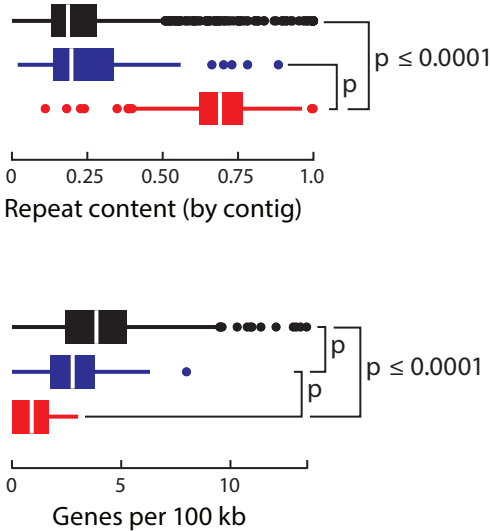 p ≤ 0.0001
p
0 0.25 0.50 0.75 1.0
Repeat content (by contig)
p
p ≤ 0.0001
p
0 5 10
Genes per 100 kb